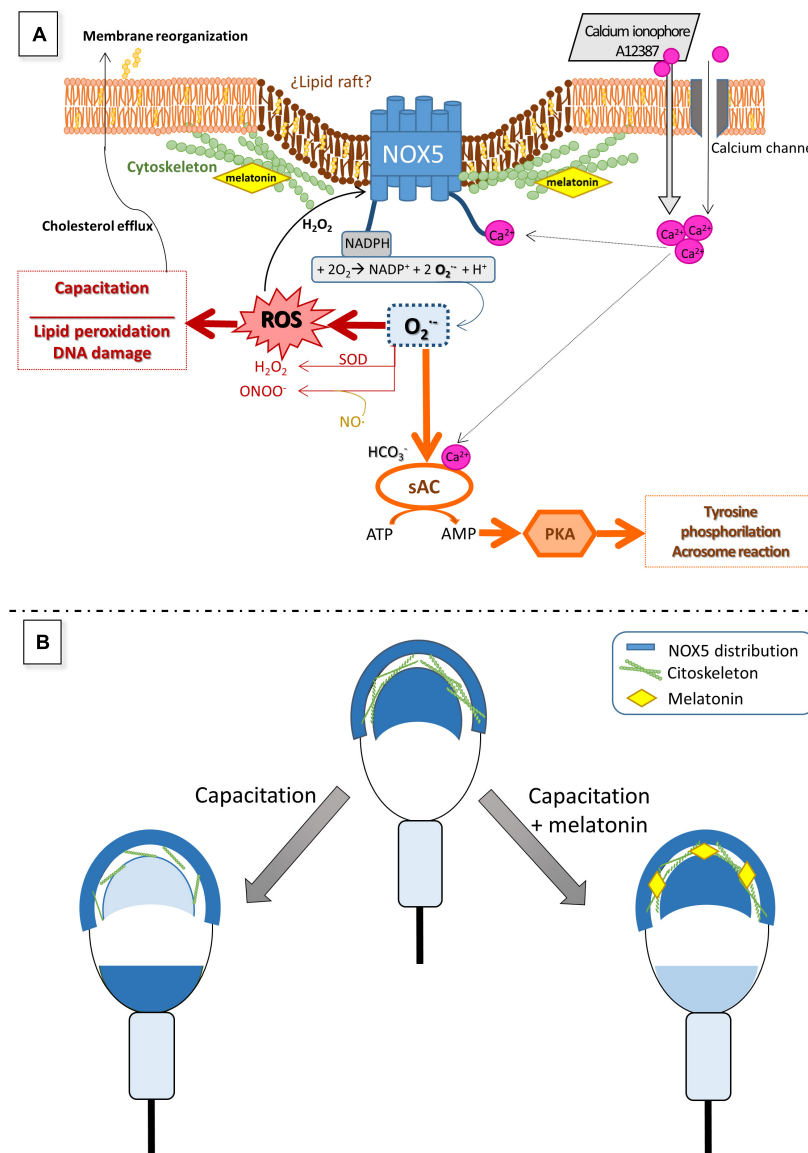 A
Membrane reorganization
¿Lipid raft?
Calcium ionophore
A12387
NOX5
Calcium channe
Cytoskeleton
melatonin
melatonin
H₂O₂
Cholesterol efflux
NADPH
Ca²⁺
Ca²⁺
Ca²⁺
Ca²⁺
+ 2O₂→ NADP⁺ + 2 O₂·⁻ + H⁺
Capacitation
Lipid peroxidation
DNA damage
ROS
O₂·⁻
H₂O₂
SOD
ONOO⁻
NO·
HCO₃⁻
Ca²⁺
sAC
ATP
AMP
PKA
Tyrosine
phosphorilation
Acrosome reaction
B
NOX5 distribution
Citoskeleton
Melatonin
Capacitation
Capacitation
+ melatonin